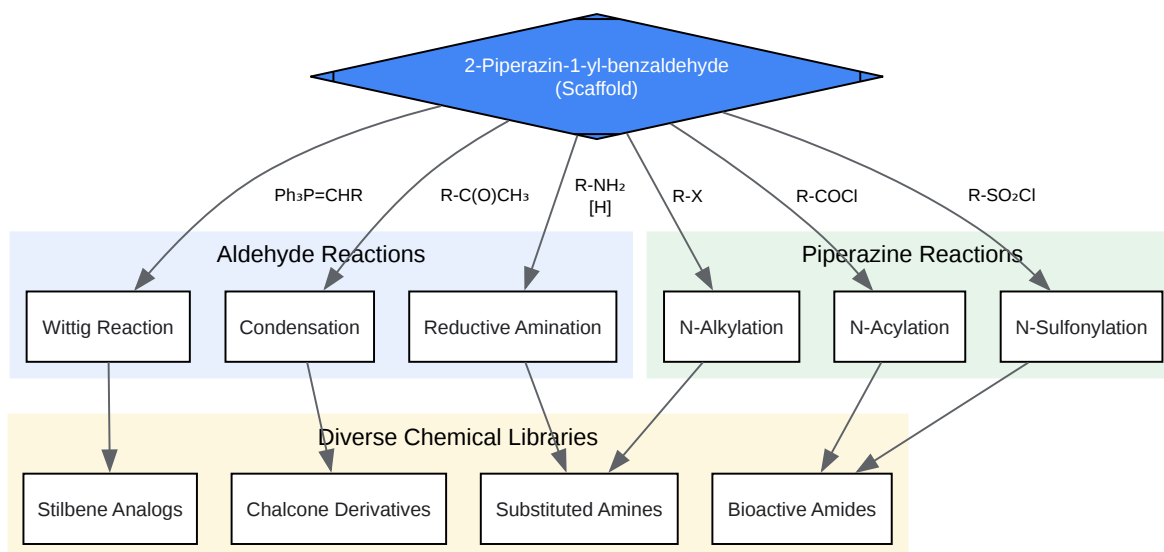 2-Piperazin-1-yl-benzaldehyde
(Scaffold)
Ph₃P=CHR
R-C(O)CH₃
R-NH₂
[H]
R-X
R-COCl
R-SO₂Cl
Aldehyde Reactions
Piperazine Reactions
Wittig Reaction
Condensation
Reductive Amination
N-Alkylation
N-Acylation
N-Sulfonylation
Diverse Chemical Libraries
Stilbene Analogs
Chalcone Derivatives
Substituted Amines
Bioactive Amides